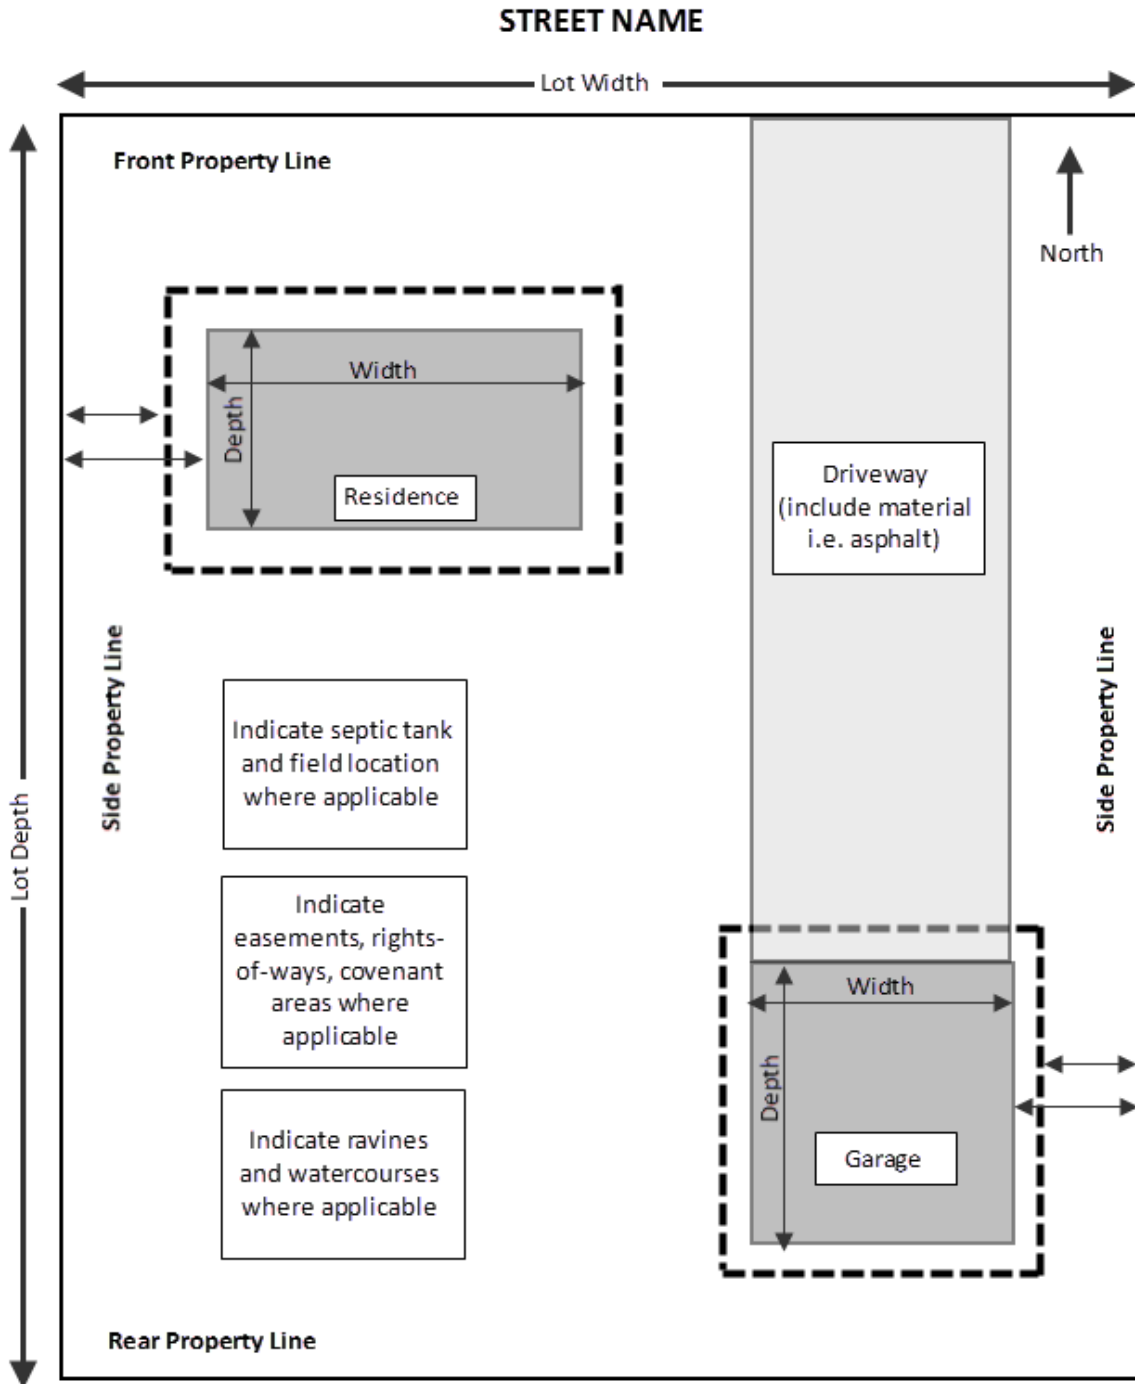 STREET NAME
Lot Width
Front Property Line
North
Width
Depth
Residence
Driveway
(include material
i.e. asphalt)
Side Property Line
Side Property Line
Lot Depth
Indicate septic tank
and field location
where applicable
Indicate
easements, rights-
of-ways, covenant
areas where
applicable
Width
Depth
Garage
Indicate ravines
and watercourses
where applicable
Rear Property Line